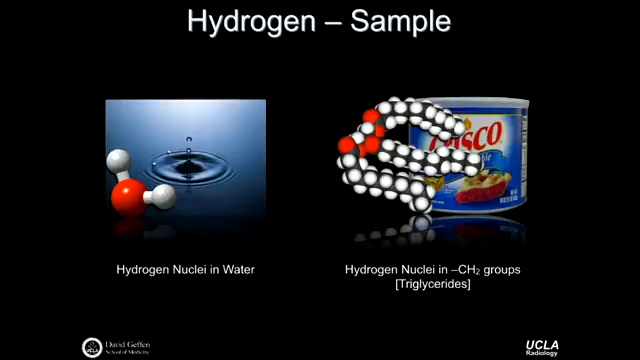 Hydrogen – Sample
Crisco
Hydrogen Nuclei in Water
Hydrogen Nuclei in –CH₂ groups
[Triglycerides]
UCLA
David Geffen
School of Medicine
UCLA
Radiology